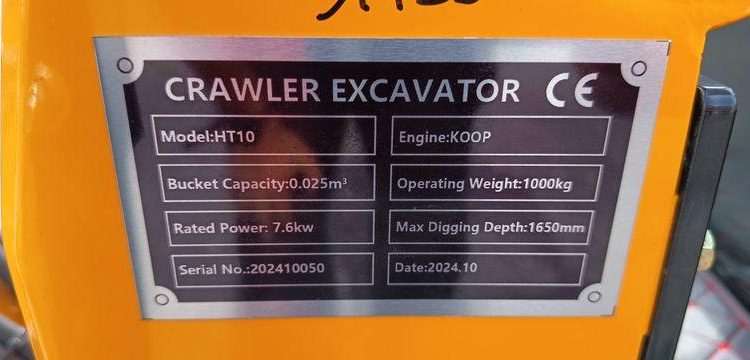 CRAWLER EXCAVATOR CE
Model:HT10
Engine:KOOP
Bucket Capacity:0.025m³
Operating Weight:1000kg
Rated Power: 7.6kw
Max Digging Depth:1650mm
Serial No.:202410050
Date:2024.10